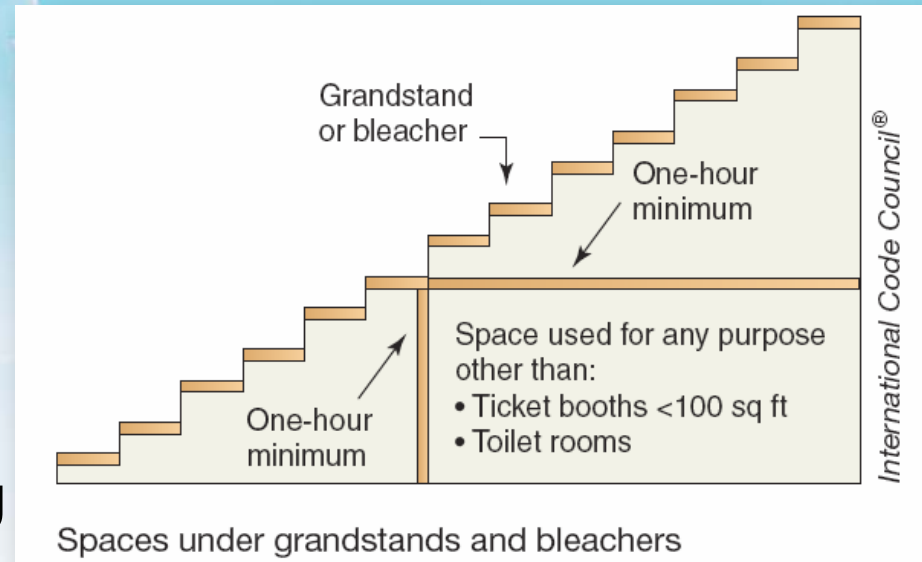 Grandstand
or bleacher
One-hour
minimum
Space used for any purpose
other than:
• Ticket booths <100 sq ft
• Toilet rooms
One-hour
minimum
International Code Council®
Spaces under grandstands and bleachers